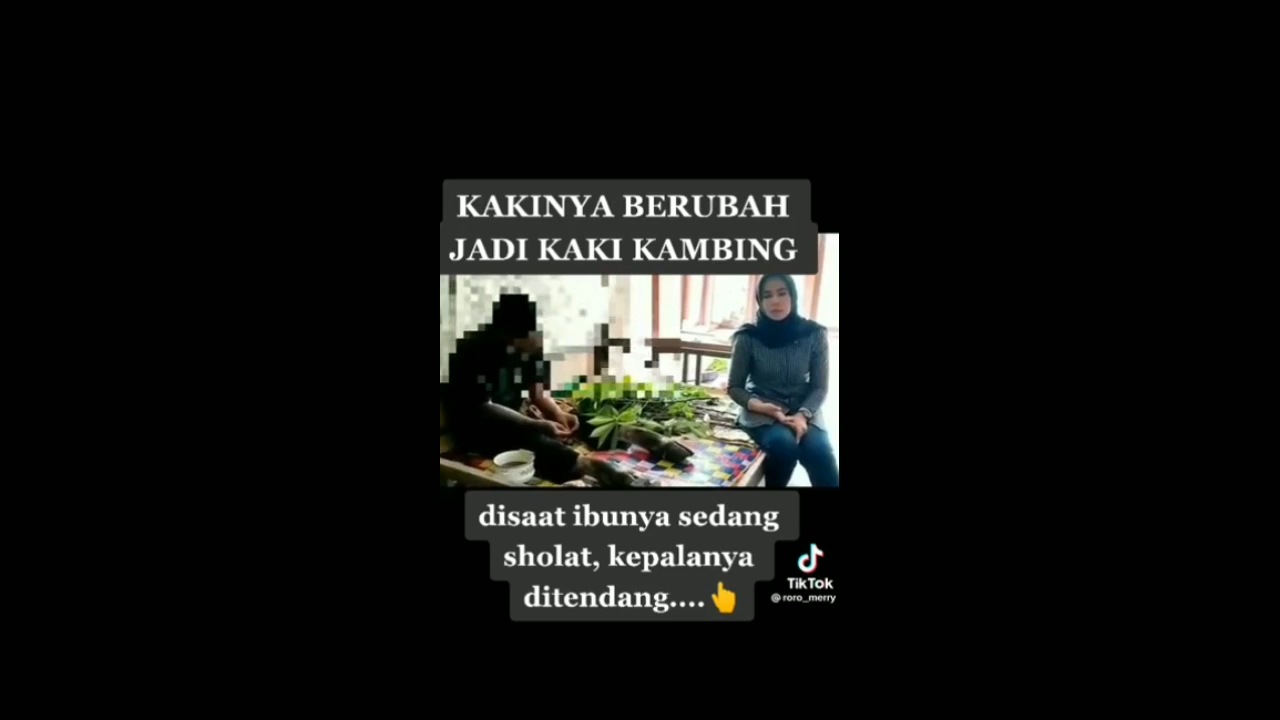 KAKINYA BERUBAH
JADI KAKI KAMBING
disaat ibunya sedang
sholat, kepalanya
ditendang....👆
TikTok
@ roro_merry